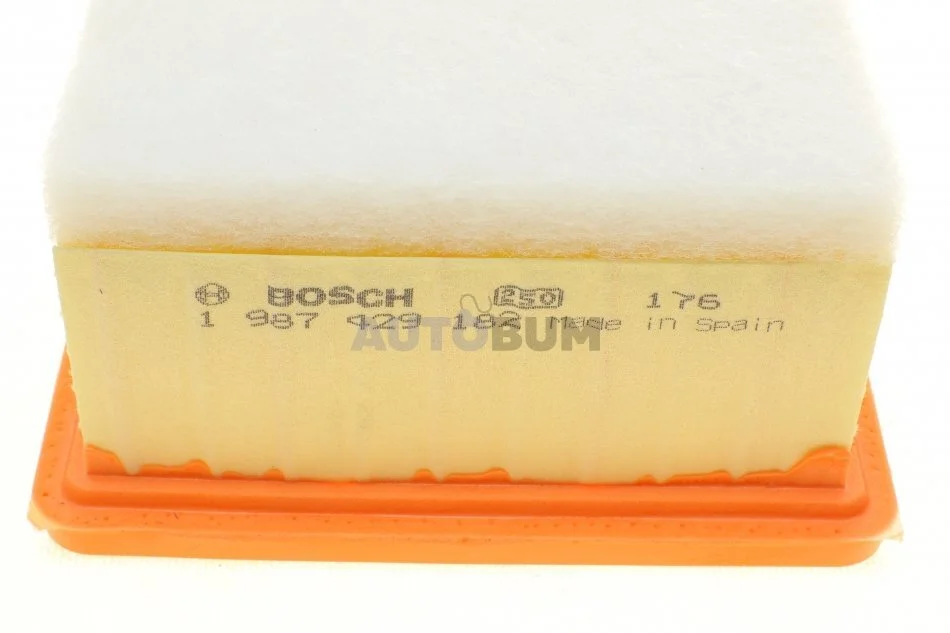 BOSCH 250 176
1 987 429 182 Made in Spain
AUTOBUM